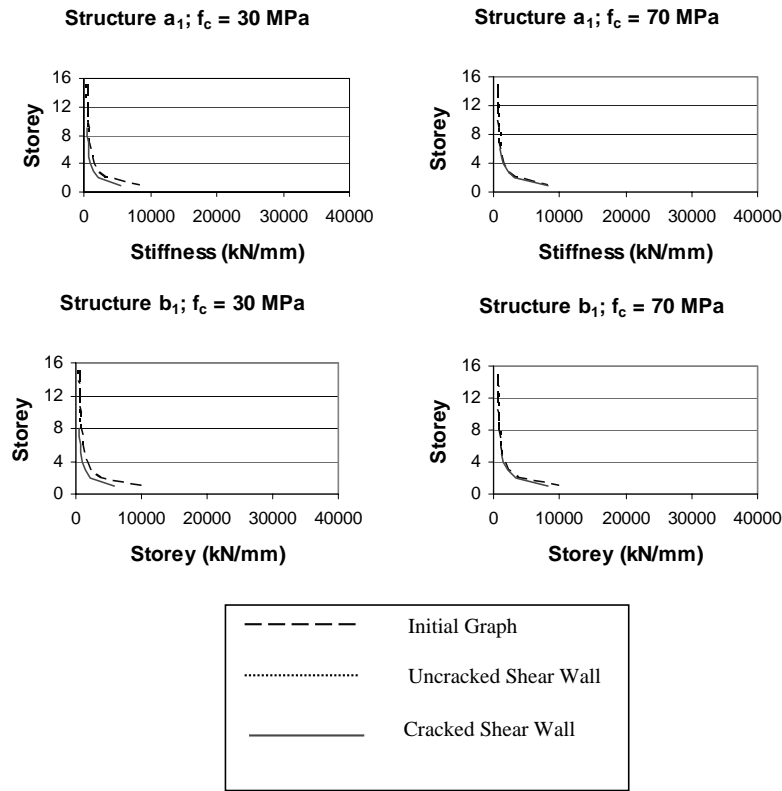 Structure a1; fc = 30 MPa
Structure a1; fc = 70 MPa
16
12
8
4
0
Storey
0 10000 20000 30000 40000
Stiffness (kN/mm)
16
12
8
4
0
Storey
0 10000 20000 30000 40000
Stiffness (kN/mm)
Structure b1; fc = 30 MPa
Structure b1; fc = 70 MPa
16
12
8
4
0
Storey
0 10000 20000 30000 40000
Storey (kN/mm)
16
12
8
4
0
Storey
0 10000 20000 30000 40000
Storey (kN/mm)
Initial Graph
Uncracked Shear Wall
Cracked Shear Wall